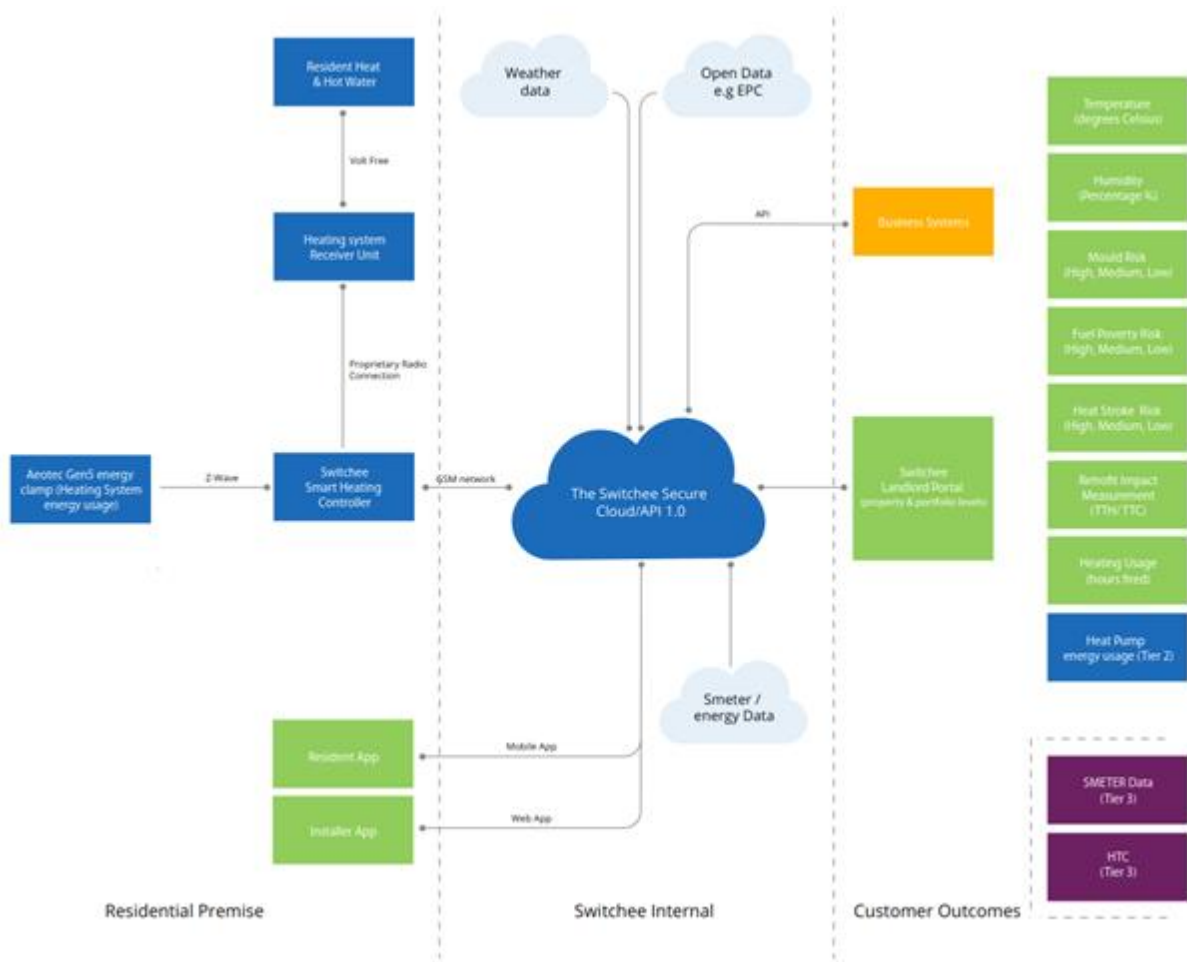 Resident Heat
& Hot Water
Volt Free
Heating system
Receiver Unit
Proprietary Radio
Connection
Aeotec Gen5 energy
clamp (Heating System
energy usage)
Z-Wave
Switchee
Smart Heating
Controller
GSM network
Resident App
Installer App
Mobile App
Web App
Residential Premise
Weather
data
Open Data
e.g EPC
API
The Switchee Secure
Cloud/API 1.0
Smeter /
energy Data
Switchee Internal
Business Systems
Switchee
Landlord Portal
(property & portfolio levels)
Customer Outcomes
Temperature
(degrees Celsius)
Humidity
(Percentage %)
Mould Risk
(High, Medium, Low)
Fuel Poverty Risk
(High, Medium, Low)
Heat Stroke Risk
(High, Medium, Low)
Retrofit Impact
Measurement
(TTH/ TTC)
Heating Usage
(hours fired)
Heat Pump
energy usage (Tier 2)
SMETER Data
(Tier 3)
HTC
(Tier 3)